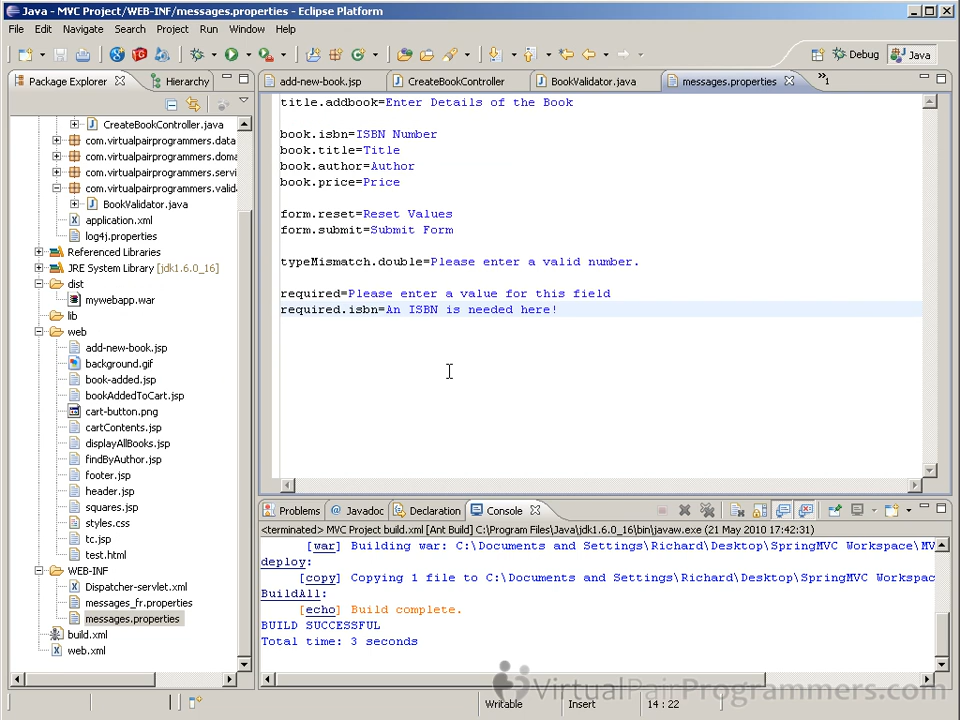 Java - MVC Project/WEB-INF/messages.properties - Eclipse Platform
File Edit Navigate Search Project Run Window Help
Debug Java
Package Explorer Hierarchy
add-new-book.jsp CreateBookController BookValidator.java messages.properties »1
CreateBookController.java
com.virtualpairprogrammers.data
com.virtualpairprogrammers.doma
com.virtualpairprogrammers.servi
com.virtualpairprogrammers.valid
BookValidator.java
application.xml
log4j.properties
Referenced Libraries
JRE System Library [jdk1.6.0_16]
dist
mywebapp.war
lib
web
add-new-book.jsp
background.gif
book-added.jsp
bookAddedToCart.jsp
cart-button.png
cartContents.jsp
displayAllBooks.jsp
findByAuthor.jsp
footer.jsp
header.jsp
squares.jsp
styles.css
tc.jsp
test.html
WEB-INF
Dispatcher-servlet.xml
messages_fr.properties
messages.properties
build.xml
web.xml
title.addbook=Enter Details of the Book
book.isbn=ISBN Number
book.title=Title
book.author=Author
book.price=Price
form.reset=Reset Values
form.submit=Submit Form
typeMismatch.double=Please enter a valid number.
required=Please enter a value for this field
required.isbn=An ISBN is needed here!
Problems Javadoc Declaration Console
<terminated> MVC Project build.xml [Ant Build] C:\Program Files\Java\jdk1.6.0_16\bin\javaw.exe (21 May 2010 17:42:31)
[war] Building war: C:\Documents and Settings\Richard\Desktop\SpringMVC Workspace\MV
deploy:
[copy] Copying 1 file to C:\Documents and Settings\Richard\Desktop\SpringMVC Workspac
BuildAll:
[echo] Build complete.
BUILD SUCCESSFUL
Total time: 3 seconds
VirtualPairProgrammers.com
Writable Insert 14 : 22